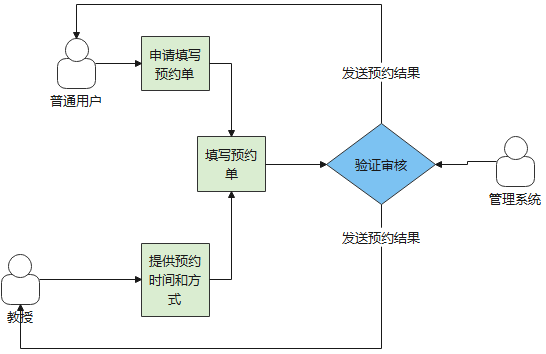 申请填写
预约单
发送预约结果
普通用户
填写预约
单
验证审核
管理系统
发送预约结果
提供预约
时间和方
式
教授